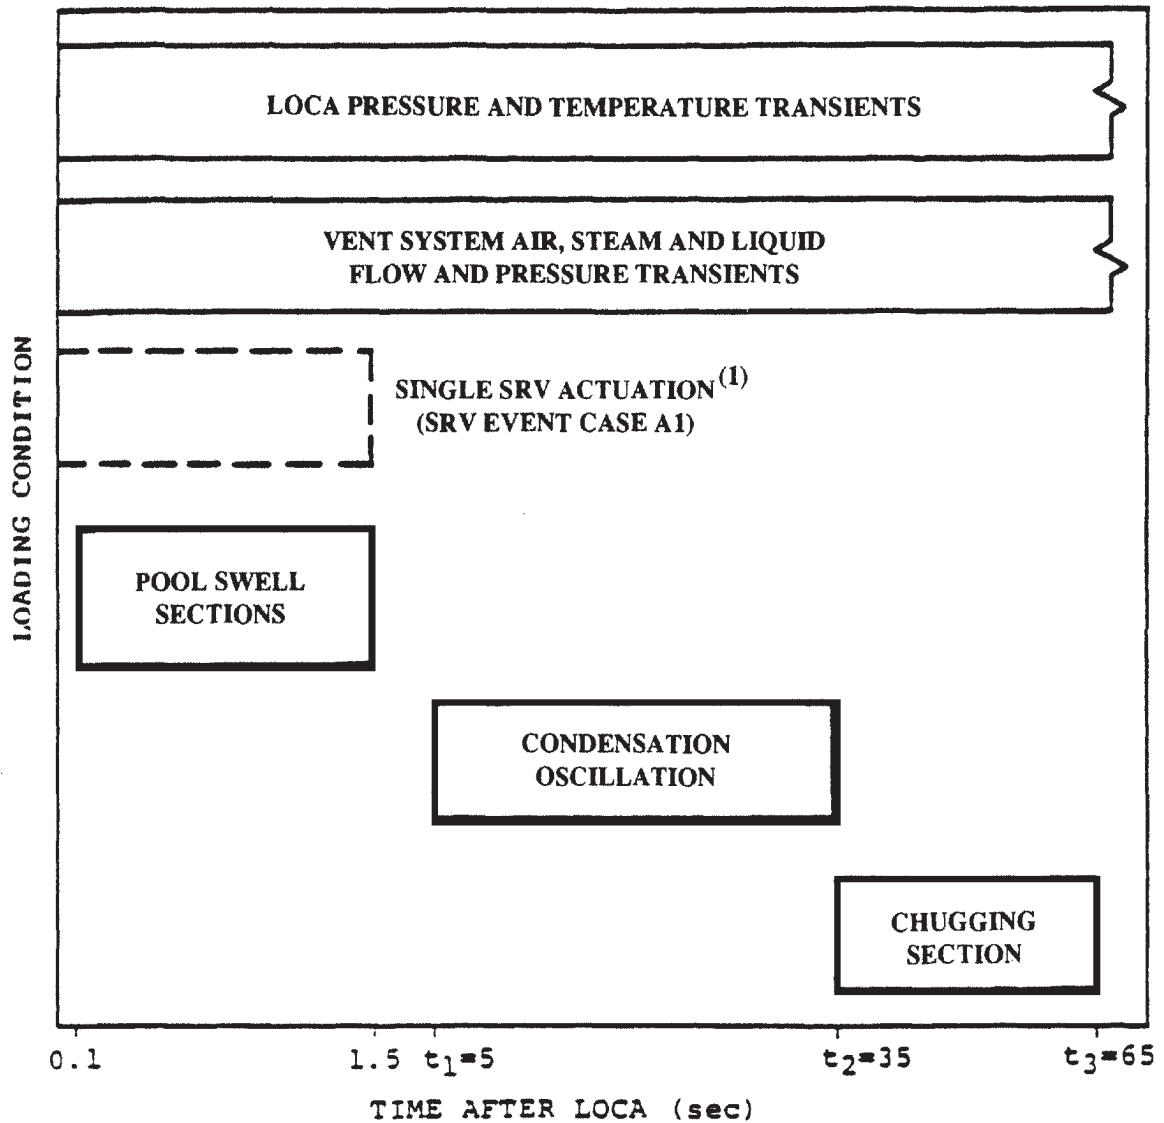 LOCA PRESSURE AND TEMPERATURE TRANSIENTS
VENT SYSTEM AIR, STEAM AND LIQUID
FLOW AND PRESSURE TRANSIENTS
SINGLE SRV ACTUATION(1)
(SRV EVENT CASE A1)
LOADING CONDITION
POOL SWELL
SECTIONS
CONDENSATION
OSCILLATION
CHUGGING
SECTION
0.1 1.5 t1=5 t2=35 t3=65
TIME AFTER LOCA (sec)